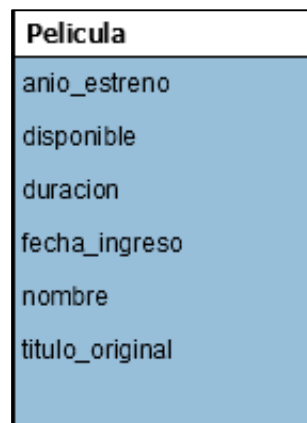 Pelicula
anio_estreno
disponible
duracion
fecha_ingreso
nombre
titulo_original